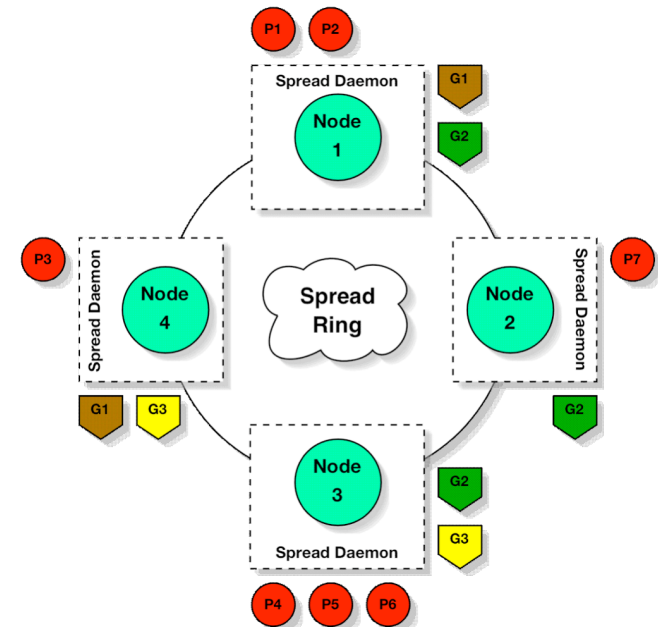 P1
P2
Spread Daemon
Node
1
G1
G2
P3
Spread Daemon
Node
4
G1
G3
Spread
Ring
Node
2
Spread Daemon
P7
G2
Node
3
Spread Daemon
G2
G3
P4
P5
P6